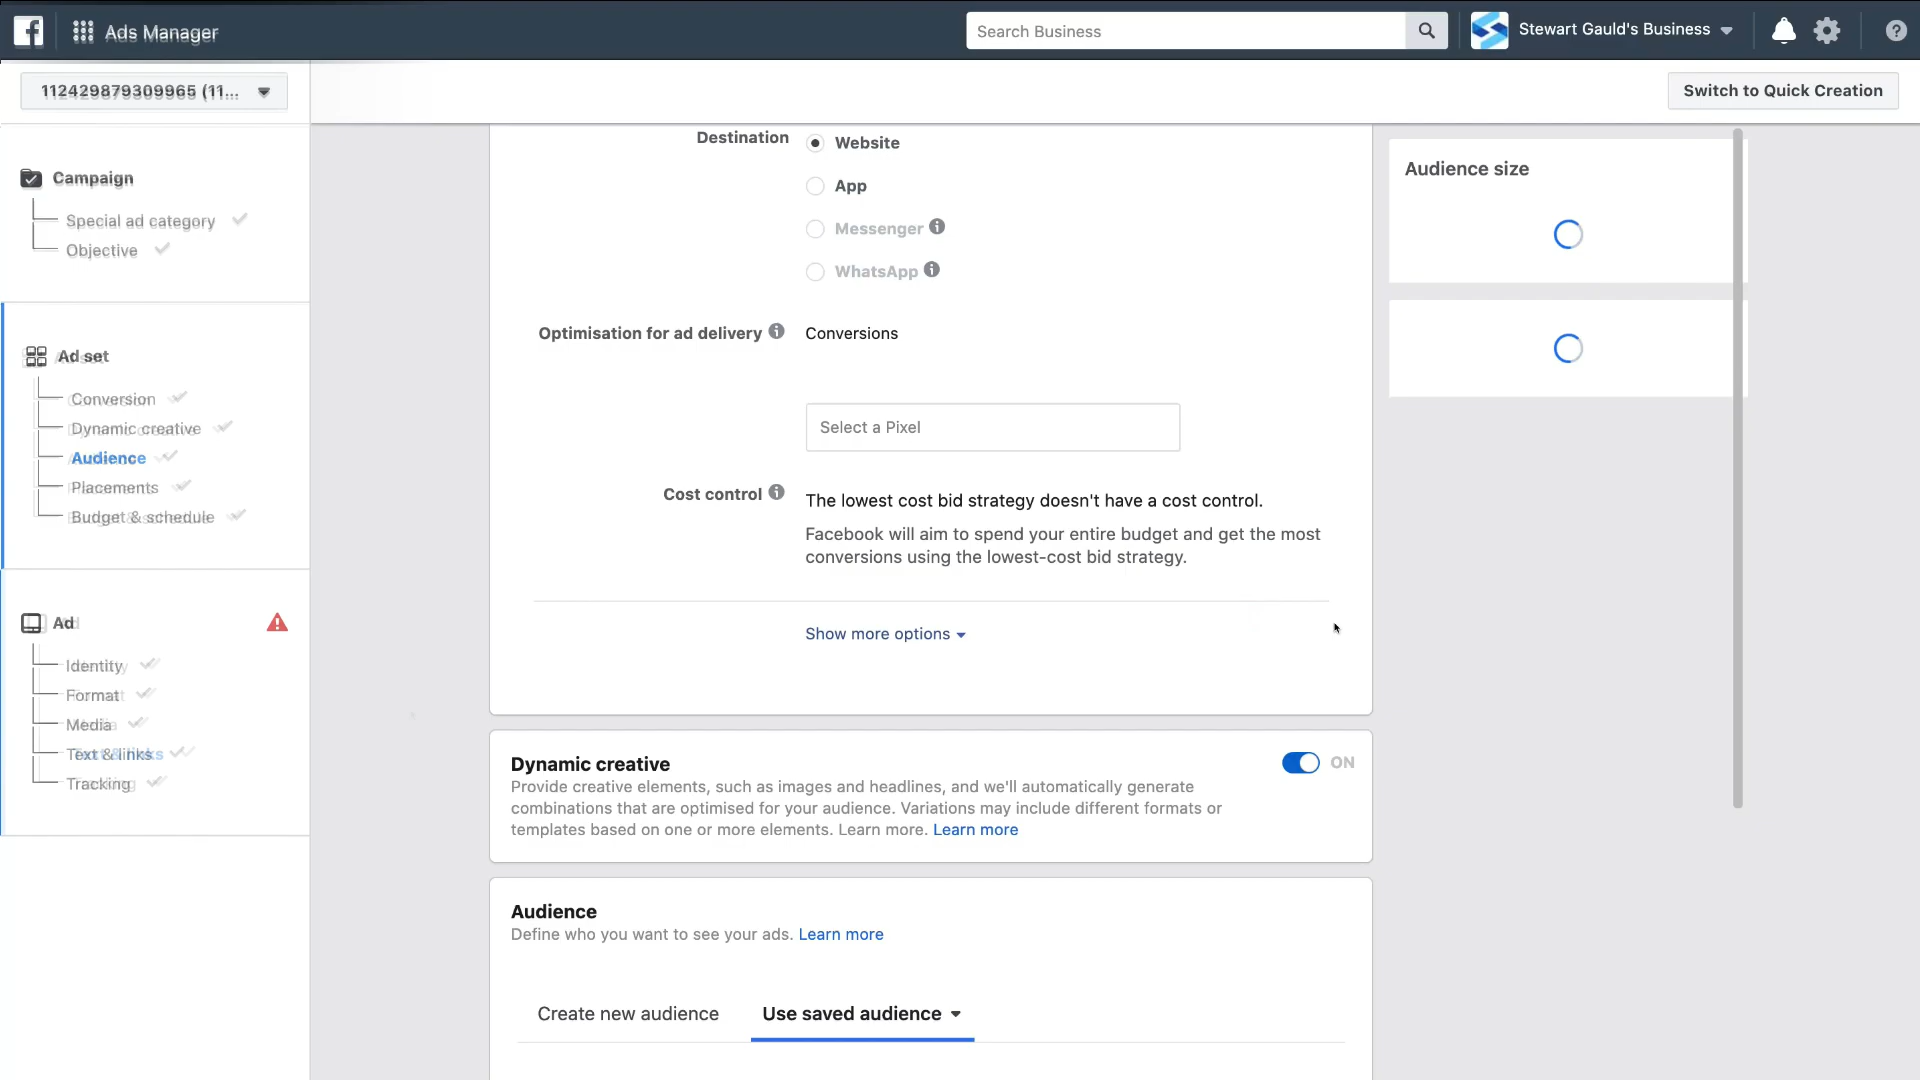 Ads Manager
Search Business
Stewart Gauld's Business
112429879309965 (11...
Switch to Quick Creation
Campaign
Special ad category
Objective
Ad set
Conversion
Dynamic creative
Audience
Placements
Budget & schedule
Ad
Identity
Format
Media
Text & links
Tracking
Destination
Website
App
Messenger
WhatsApp
Optimisation for ad delivery
Conversions
Select a Pixel
Cost control
The lowest cost bid strategy doesn't have a cost control.
Facebook will aim to spend your entire budget and get the most
conversions using the lowest-cost bid strategy.
Show more options
Dynamic creative
ON
Provide creative elements, such as images and headlines, and we'll automatically generate
combinations that are optimised for your audience. Variations may include different formats or
templates based on one or more elements. Learn more. Learn more
Audience
Define who you want to see your ads. Learn more
Create new audience
Use saved audience
Audience size